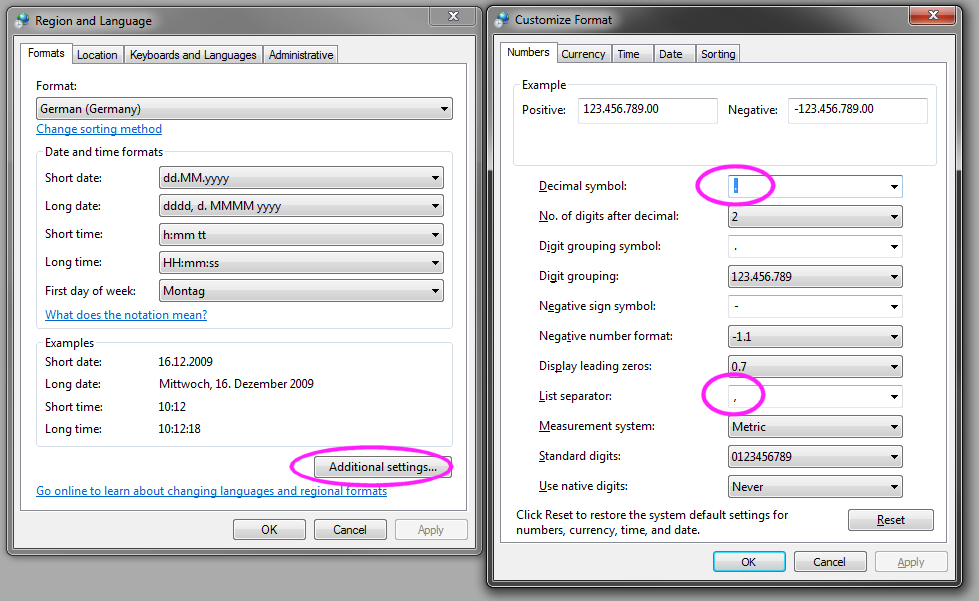 Region and Language
Formats Location Keyboards and Languages Administrative
Format:
German (Germany)
Change sorting method
Date and time formats
Short date: dd.MM.yyyy
Long date: dddd, d. MMMM yyyy
Short time: h:mm tt
Long time: HH:mm:ss
First day of week: Montag
What does the notation mean?
Examples
Short date: 16.12.2009
Long date: Mittwoch, 16. Dezember 2009
Short time: 10:12
Long time: 10:12:18
Additional settings...
Go online to learn about changing languages and regional formats
OK Cancel Apply
Customize Format
Numbers Currency Time Date Sorting
Example
Positive: 123.456.789.00 Negative: -123.456.789.00
Decimal symbol: .
No. of digits after decimal: 2
Digit grouping symbol: .
Digit grouping: 123.456.789
Negative sign symbol: -
Negative number format: -1.1
Display leading zeros: 0.7
List separator: ,
Measurement system: Metric
Standard digits: 0123456789
Use native digits: Never
Click Reset to restore the system default settings for
numbers, currency, time, and date.
Reset
OK Cancel Apply